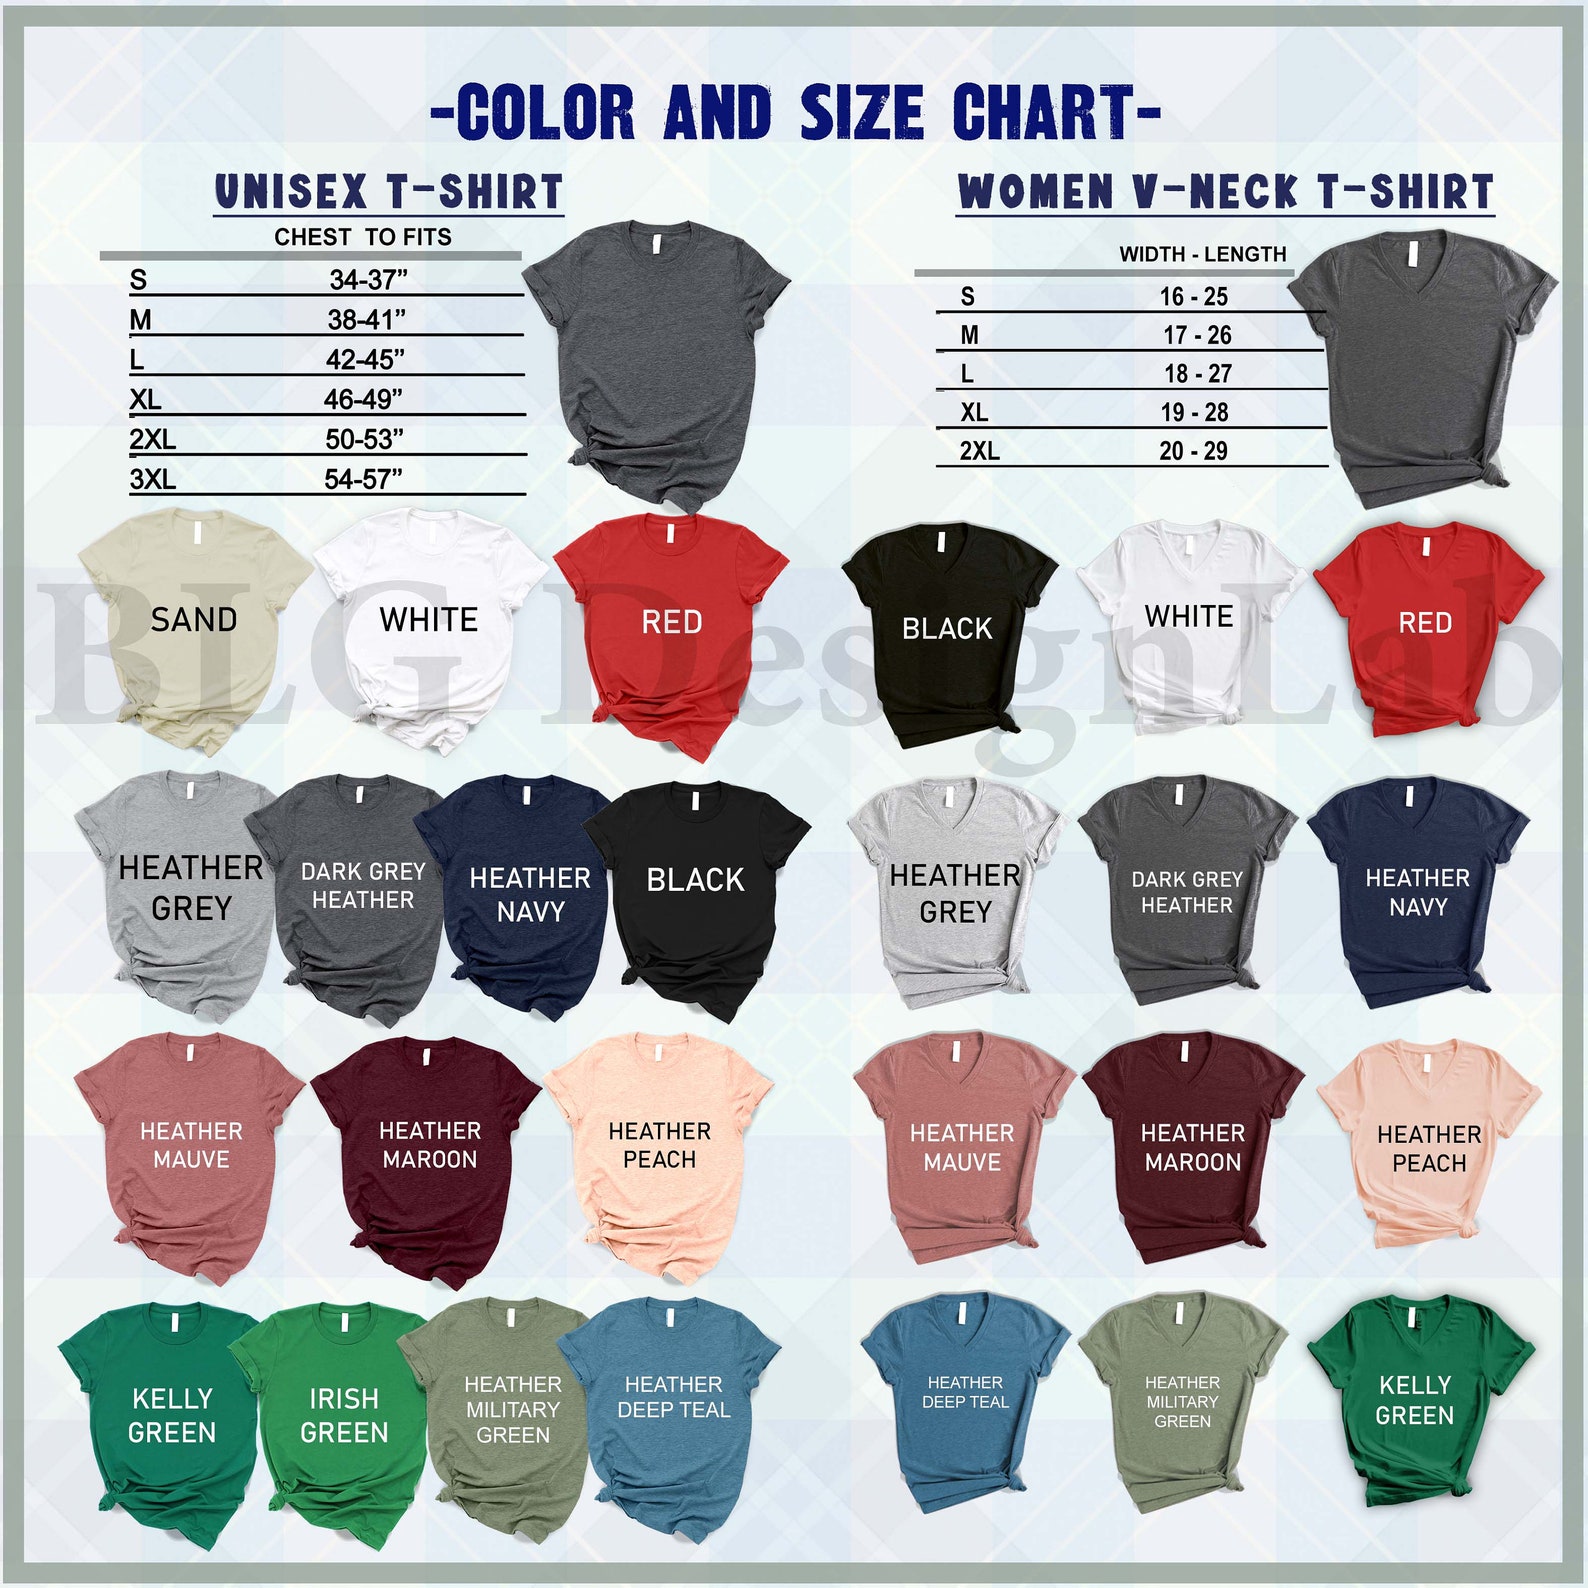 -COLOR AND SIZE CHART-
UNISEX T-SHIRT
CHEST TO FITS
S 34-37”
M 38-41”
L 42-45”
XL 46-49”
2XL 50-53”
3XL 54-57”
WOMEN V-NECK T-SHIRT
WIDTH - LENGTH
S 16 - 25
M 17 - 26
L 18 - 27
XL 19 - 28
2XL 20 - 29
SAND
WHITE
RED
BLACK
WHITE
RED
BLG DesignLab
HEATHER
GREY
DARK GREY
HEATHER
HEATHER
NAVY
BLACK
HEATHER
GREY
DARK GREY
HEATHER
HEATHER
NAVY
HEATHER
MAUVE
HEATHER
MAROON
HEATHER
PEACH
HEATHER
MAUVE
HEATHER
MAROON
HEATHER
PEACH
KELLY
GREEN
IRISH
GREEN
HEATHER
MILITARY
GREEN
HEATHER
DEEP TEAL
HEATHER
DEEP TEAL
HEATHER
MILITARY
GREEN
KELLY
GREEN